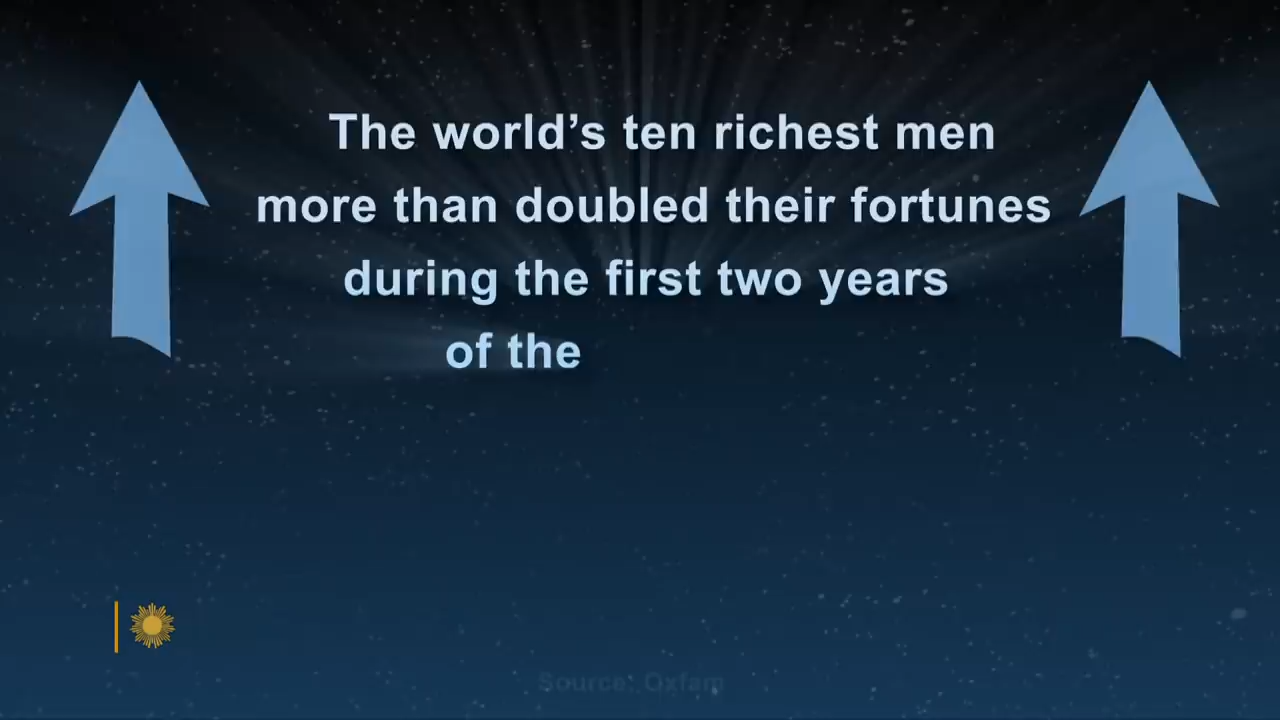 The world’s ten richest men
more than doubled their fortunes
during the first two years
of the
Source: Oxfam